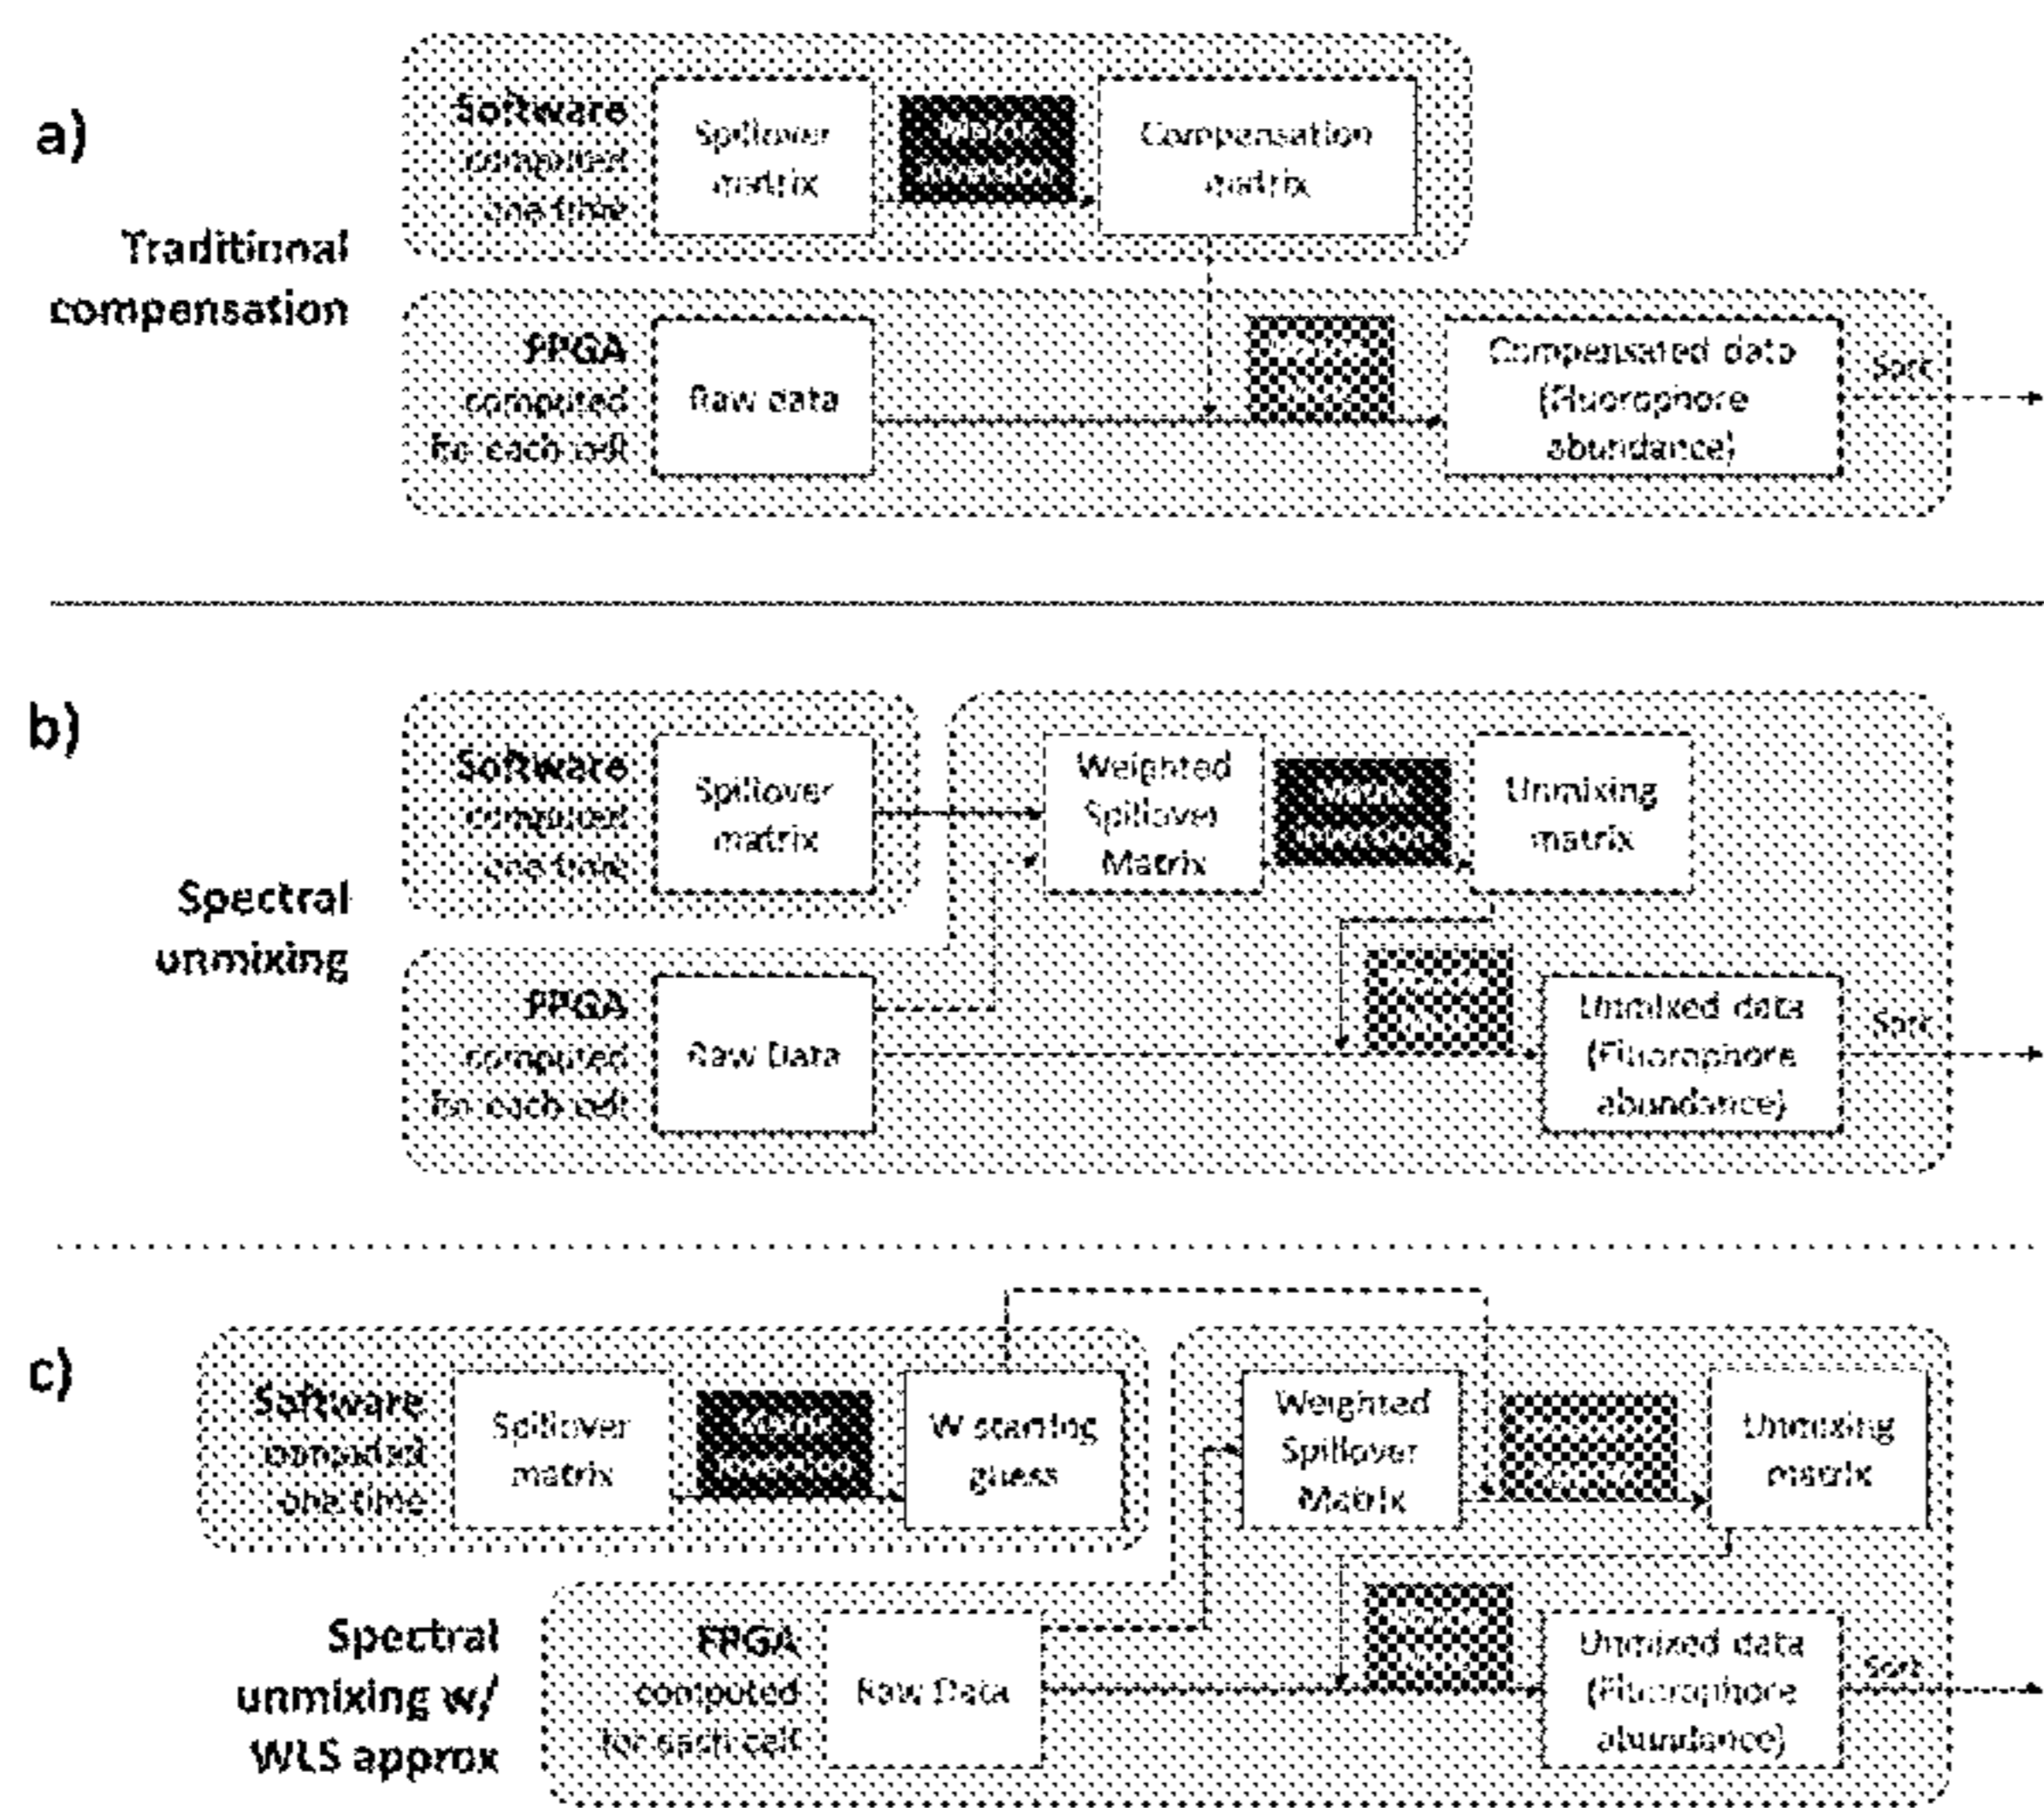 a)
Traditional
compensation
Software
computed
one time
Spillover
matrix
Matrix
inversion
Compensation
matrix
FPGA
computed
for each cell
Raw data
Compensated data
(Fluorophore
abundance)
Sort
b)
Spectral
unmixing
Software
computed
one time
Spillover
matrix
Weighted
Spillover
Matrix
Matrix
inversion
Unmixing
matrix
FPGA
computed
for each cell
Raw Data
Unmixed data
(Fluorophore
abundance)
Sort
c)
Software
computed
one time
Spillover
matrix
Matrix
inversion
W starting
guess
Weighted
Spillover
Matrix
Unmixing
matrix
Spectral
unmixing w/
WLS approx
FPGA
computed
for each cell
Raw Data
Unmixed data
(Fluorophore
abundance)
Sort